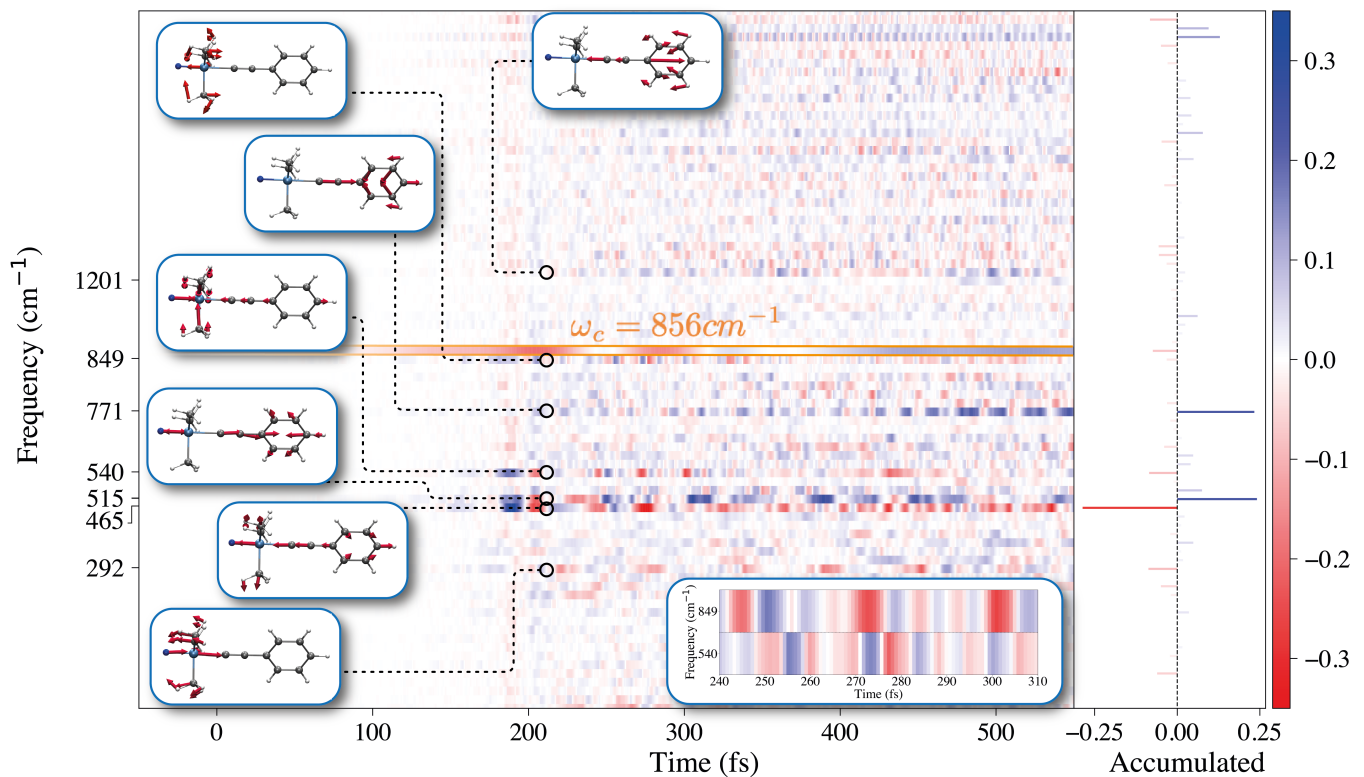 Frequency (cm⁻¹)
1201
849
771
540
515
465
292
ω_c = 856cm⁻¹
Frequency (cm⁻¹)
849
540
240 250 260 270 280 290 300 310
Time (fs)
0 100 200 300 400 500
Time (fs)
−0.25 0.00 0.25
Accumulated
0.3
0.2
0.1
0.0
−0.1
−0.2
−0.3